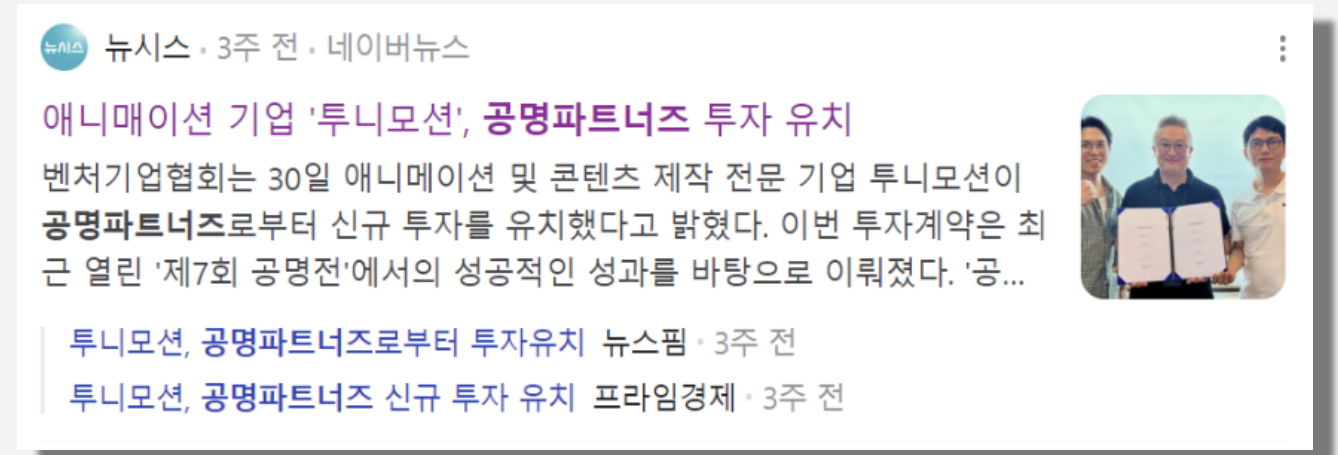 뉴시스
뉴시스 · 3주 전 · 네이버뉴스
애니매이션 기업 '투니모션', 공명파트너즈 투자 유치
벤처기업협회는 30일 애니메이션 및 콘텐츠 제작 전문 기업 투니모션이
공명파트너즈로부터 신규 투자를 유치했다고 밝혔다. 이번 투자계약은 최
근 열린 '제7회 공명전'에서의 성공적인 성과를 바탕으로 이뤄졌다. '공...
투니모션, 공명파트너즈로부터 투자유치 뉴스핌 · 3주 전
투니모션, 공명파트너즈 신규 투자 유치 프라임경제 · 3주 전